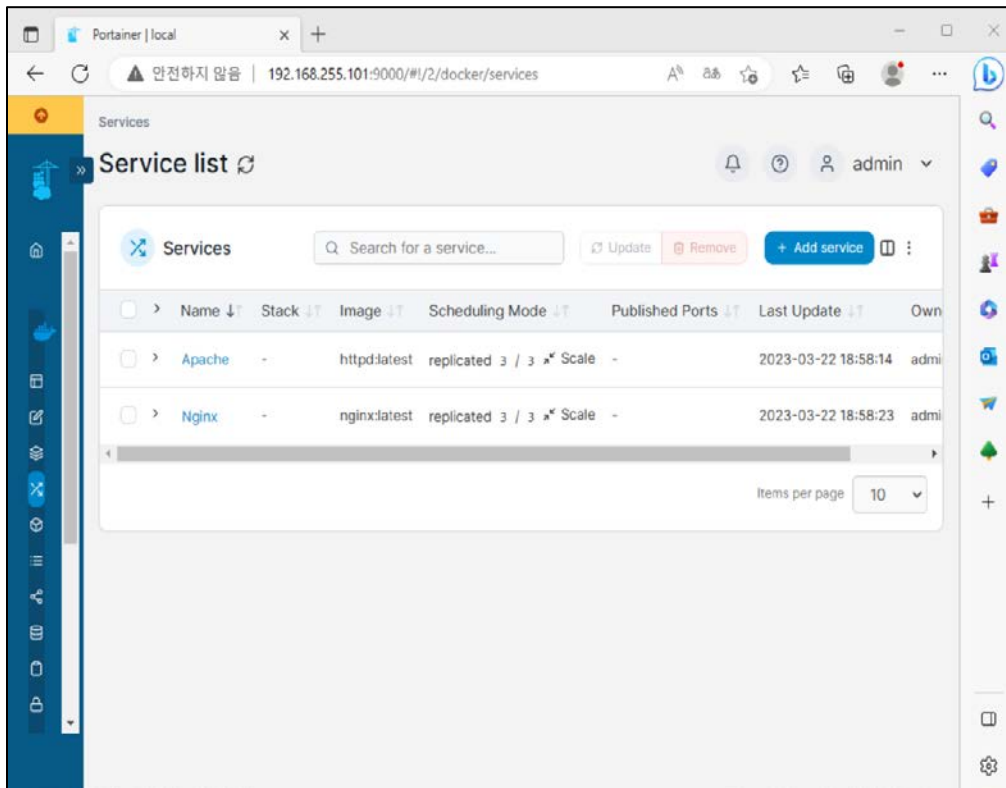 Portainer | local
안전하지 않음 | 192.168.255.101:9000/#!/2/docker/services
Services
Service list
admin
Services
Search for a service...
Update
Remove
+ Add service
Name Stack Image Scheduling Mode Published Ports Last Update Own
Apache - httpd:latest replicated 3 / 3 Scale - 2023-03-22 18:58:14 admi
Nginx - nginx:latest replicated 3 / 3 Scale - 2023-03-22 18:58:23 admi
Items per page 10